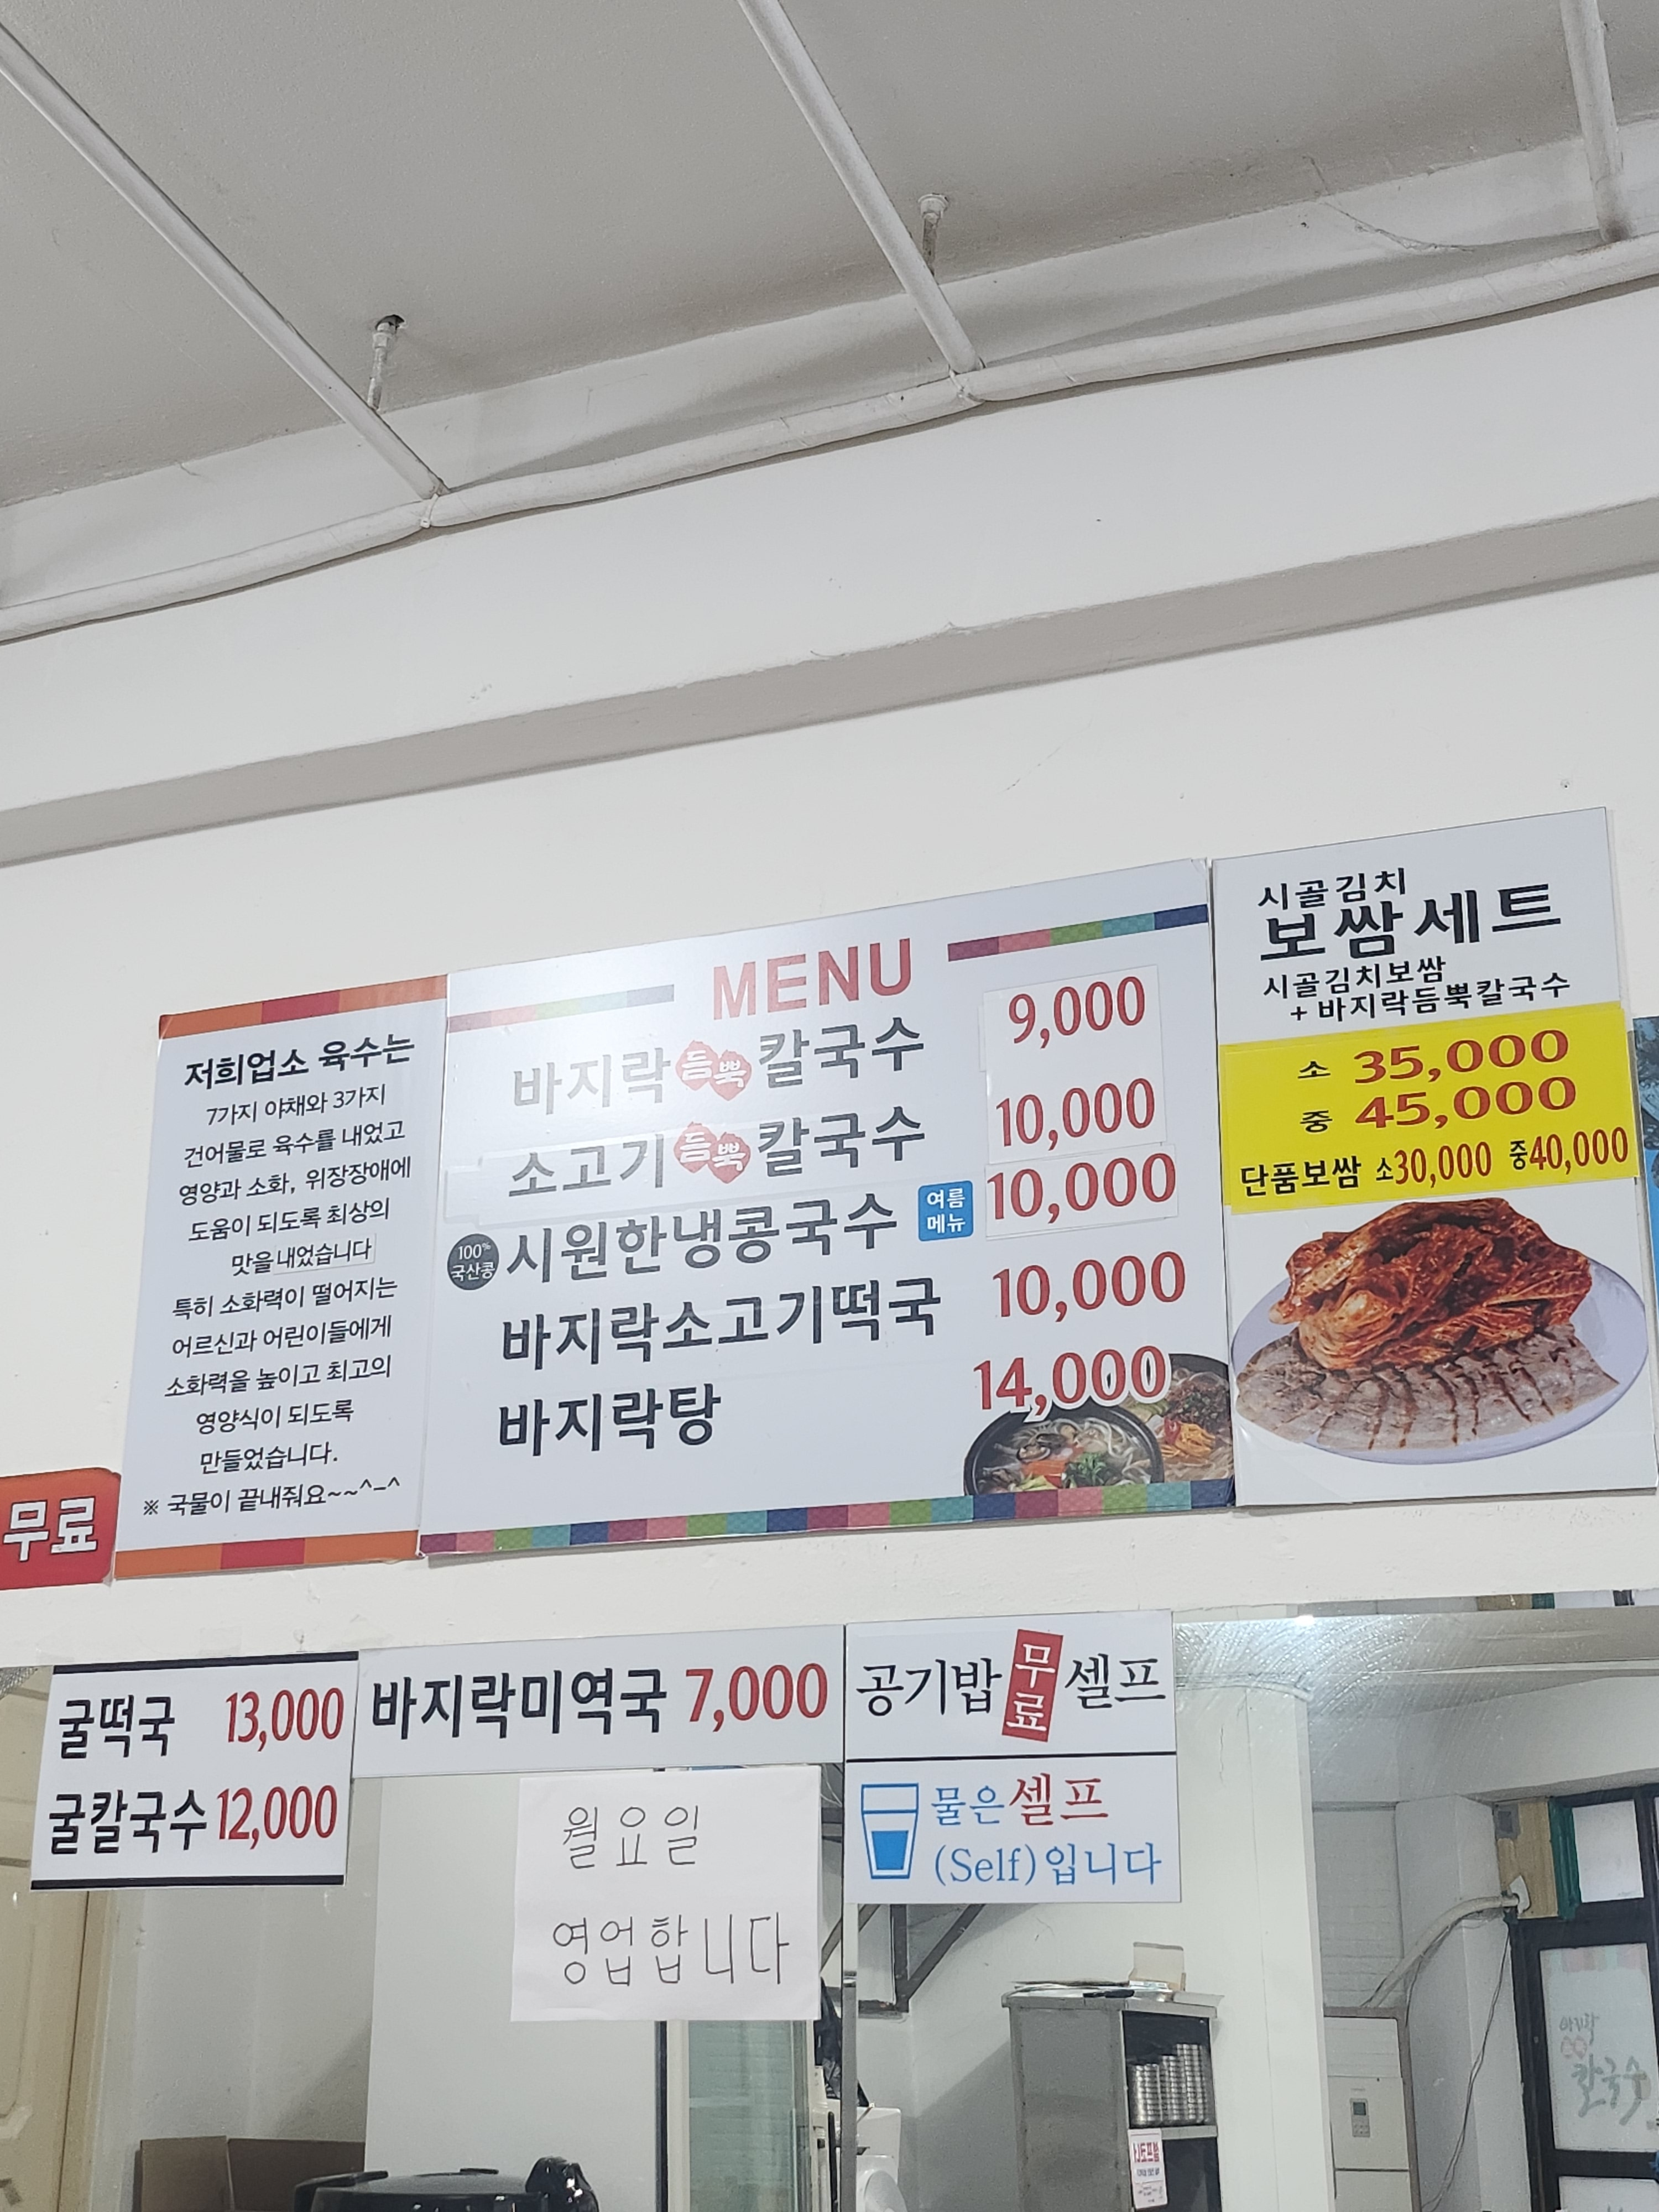 저희업소 육수는
7가지 야채와 3가지
건어물로 육수를 내었고
영양과 소화, 위장장애에
도움이 되도록 최상의
맛을 내었습니다
특히 소화력이 떨어지는
어르신과 어린이들에게
소화력을 높이고 최고의
영양식이 되도록
만들었습니다.
※ 국물이 끝내줘요~~^-^
MENU
바지락듬뿍칼국수 9,000
소고기듬뿍칼국수 10,000
100% 국산콩 시원한냉콩국수 여름메뉴 10,000
바지락소고기떡국 10,000
바지락탕 14,000
시골김치
보쌈세트
시골김치보쌈
+바지락듬뿍칼국수
소 35,000
중 45,000
단품보쌈 소30,000 중40,000
무료
굴떡국 13,000
굴칼국수 12,000
바지락미역국 7,000
공기밥 무료 셀프
물은셀프
(Self)입니다
월요일
영업합니다
칼국수